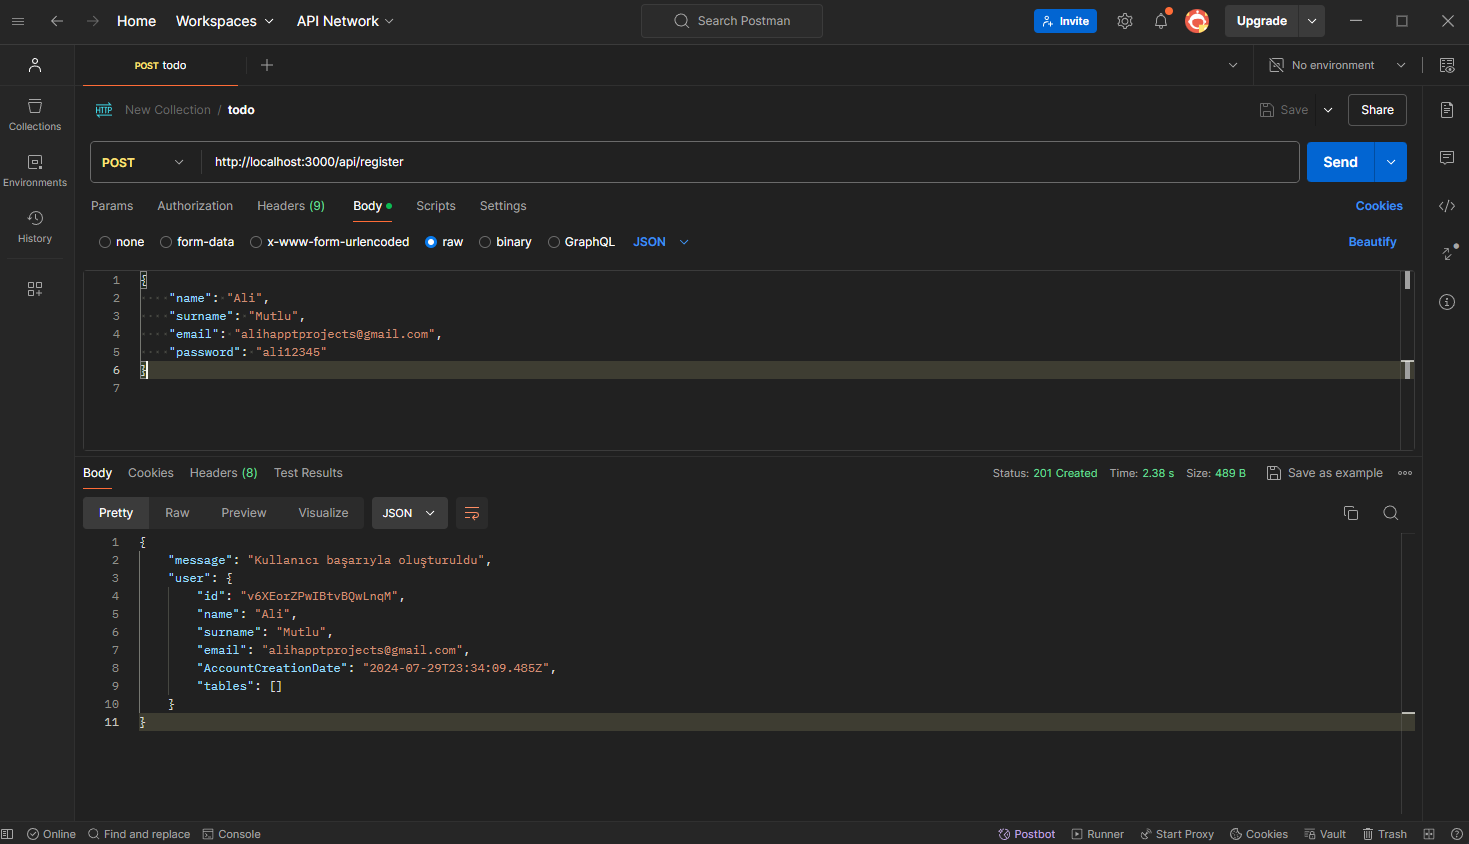 Home Workspaces API Network Search Postman Invite Upgrade
POST todo No environment
HTTP New Collection / todo Save Share
Collections
POST http://localhost:3000/api/register Send
Environments
Params Authorization Headers (9) Body Scripts Settings Cookies
History
none form-data x-www-form-urlencoded raw binary GraphQL JSON Beautify
1 {
2 "name": "Ali",
3 "surname": "Mutlu",
4 "email": "alihapptprojects@gmail.com",
5 "password": "ali12345"
6 }
7
Body Cookies Headers (8) Test Results Status: 201 Created Time: 2.38 s Size: 489 B Save as example
Pretty Raw Preview Visualize JSON
1 {
2 "message": "Kullanıcı başarıyla oluşturuldu",
3 "user": {
4 "id": "v6XEorZPwIBtvBQwLnqM",
5 "name": "Ali",
6 "surname": "Mutlu",
7 "email": "alihapptprojects@gmail.com",
8 "AccountCreationDate": "2024-07-29T23:34:09.485Z",
9 "tables": []
10 }
11 }
Online Find and replace Console Postbot Runner Start Proxy Cookies Vault Trash